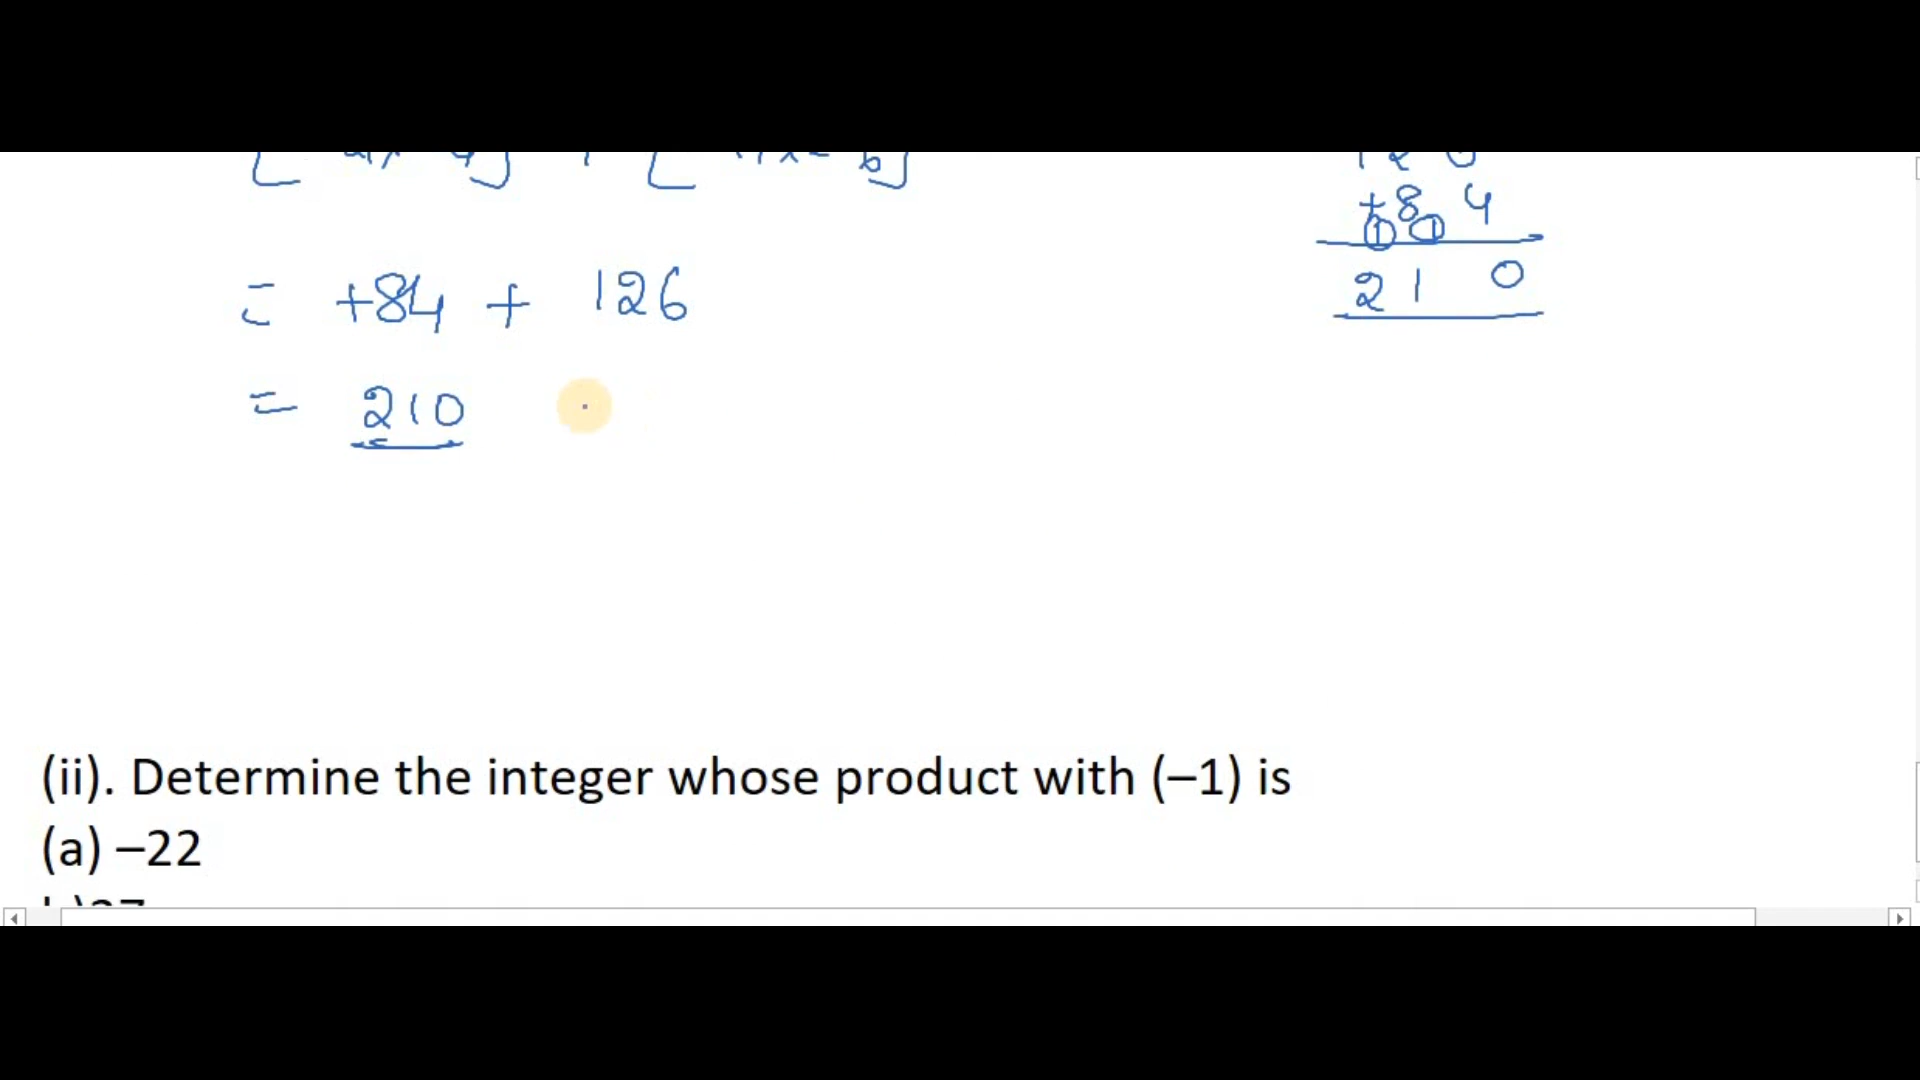 +84
= +84 + 126
210
= 210
(ii). Determine the integer whose product with (–1) is
(a) –22